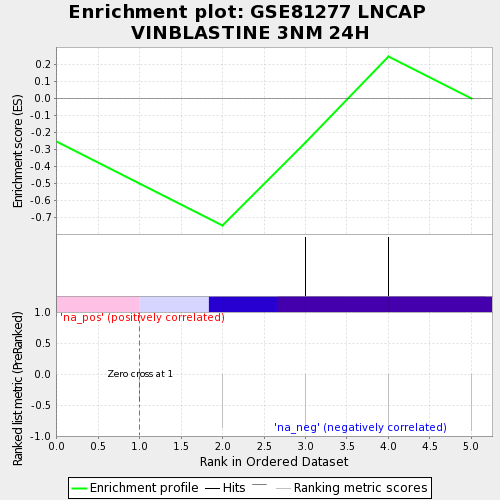 Enrichment plot: GSE81277 LNCAP
VINBLASTINE 3NM 24H
Enrichment score (ES)
0.2
0.1
0.0
-0.1
-0.2
-0.3
-0.4
-0.5
-0.6
-0.7
Ranked list metric (PreRanked)
1.0
0.5
0.0
-0.5
-1.0
'na_pos' (positively correlated)
Zero cross at 1
'na_neg' (negatively correlated)
0.0 0.5 1.0 1.5 2.0 2.5 3.0 3.5 4.0 4.5 5.0
Rank in Ordered Dataset
Enrichment profile Hits Ranking metric scores